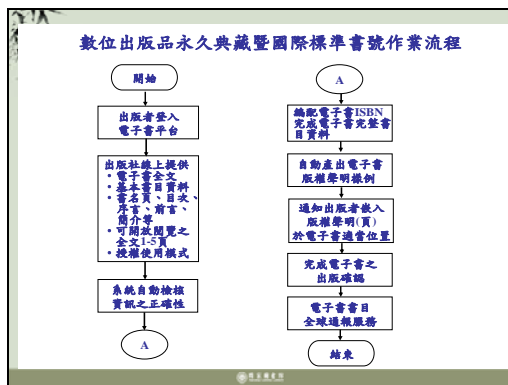 數位出版品永久典藏暨國際標準書號作業流程
開始
出版者登入
電子書平台
出版社線上提供
• 電子書全文
• 基本書目資料
• 書名頁、目次、
序言、前言、
簡介等
• 可開放閱覽之
全文1-5頁
• 授權使用模式
系統自動檢核
資訊之正確性
A
A
編配電子書ISBN
完成電子書完整書
目資料
自動產出電子書
版權聲明樣例
通知出版者嵌入
版權聲明(頁)
於電子書適當位置
完成電子書之
出版確認
電子書書目
全球通報服務
結束